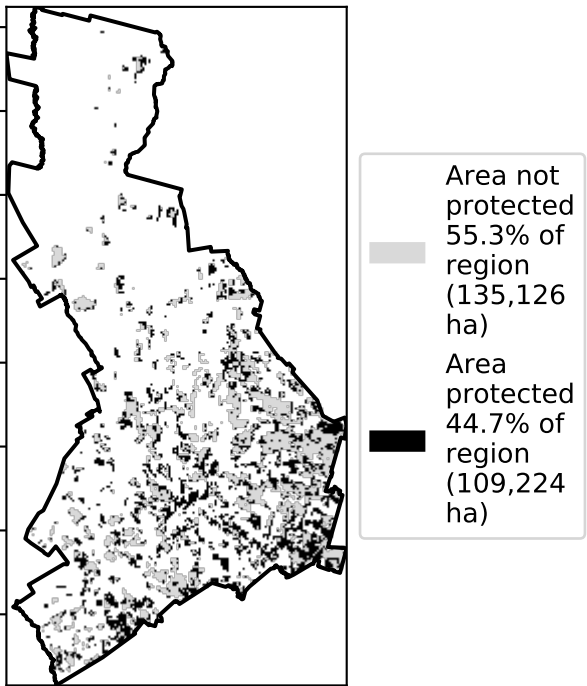 Area not
protected
55.3% of
region
(135,126
ha)
Area
protected
44.7% of
region
(109,224
ha)